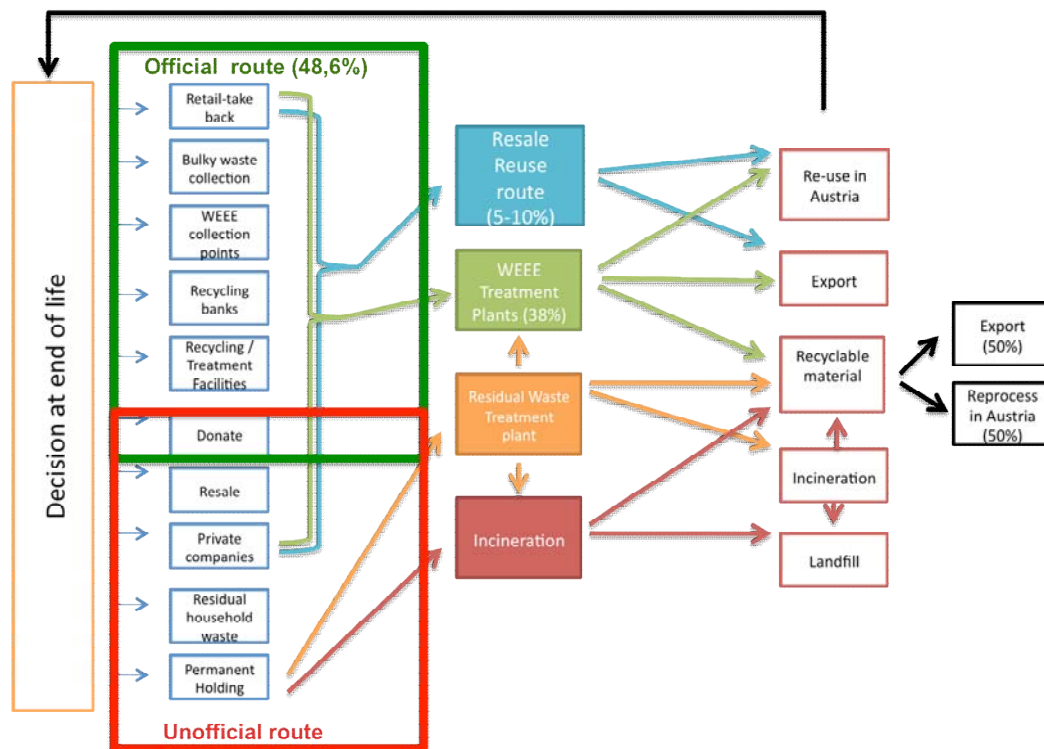 Official route (48,6%)
Decision at end of life
Retail-take
back
Bulky waste
collection
WEEE
collection
points
Recycling
banks
Recycling /
Treatment
Facilities
Donate
Resale
Private
companies
Residual
household
waste
Permanent
Holding
Unofficial route
Resale
Reuse
route
(5-10%)
WEEE
Treatment
Plants (38%)
Residual Waste
Treatment
plant
Incineration
Re-use in
Austria
Export
Recyclable
material
Incineration
Landfill
Export
(50%)
Reprocess
in Austria
(50%)